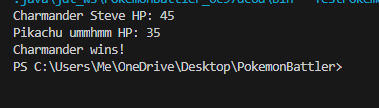 Charmander Steve HP: 45
Pikachu ummhmm HP: 35
Charmander wins!
PS C:\Users\Me\OneDrive\Desktop\PokemonBattler>